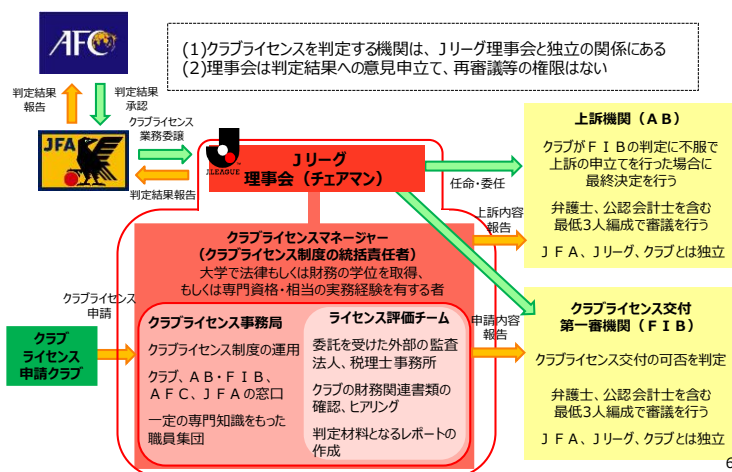 AFC
(1)クラブライセンスを判定する機関は、Jリーグ理事会と独立の関係にある
(2)理事会は判定結果への意見申立て、再審議等の権限はない
判定結果
報告
判定結果
承認
クラブライセンス
業務委譲
JFA
判定結果報告
J.LEAGUE
Jリーグ
理事会(チェアマン)
任命・委任
上訴内容
報告
上訴機関(AB)
クラブがFIBの判定に不服で
上訴の申立てを行った場合に
最終決定を行う
弁護士、公認会計士を含む
最低3人編成で審議を行う
JFA、Jリーグ、クラブとは独立
クラブライセンスマネージャー
(クラブライセンス制度の統括責任者)
大学で法律もしくは財務の学位を取得、
もしくは専門資格・相当の実務経験を有する者
クラブライセンス
申請
クラブ
ライセンス
申請クラブ
クラブライセンス事務局
クラブライセンス制度の運用
クラブ、AB・FIB、
AFC、JFAの窓口
一定の専門知識をもった
職員集団
ライセンス評価チーム
委託を受けた外部の監査
法人、税理士事務所
クラブの財務関連書類の
確認、ヒアリング
判定材料となるレポートの
作成
申請内容
報告
クラブライセンス交付
第一審機関(FIB)
クラブライセンス交付の可否を判定
弁護士、公認会計士を含む
最低3人編成で審議を行う
JFA、Jリーグ、クラブとは独立
6